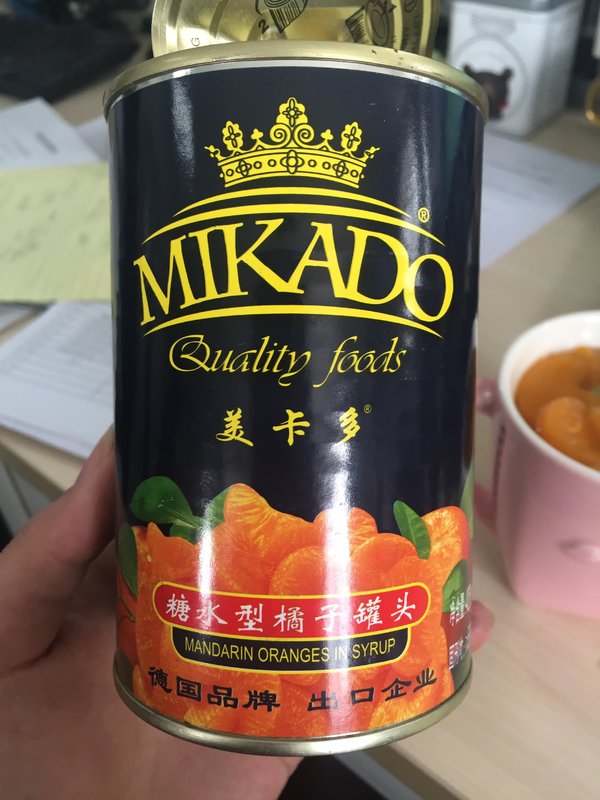 MIKADO®
Quality foods
美卡多®
糖水型橘子罐头
MANDARIN ORANGES IN SYRUP
德国品牌 出口企业